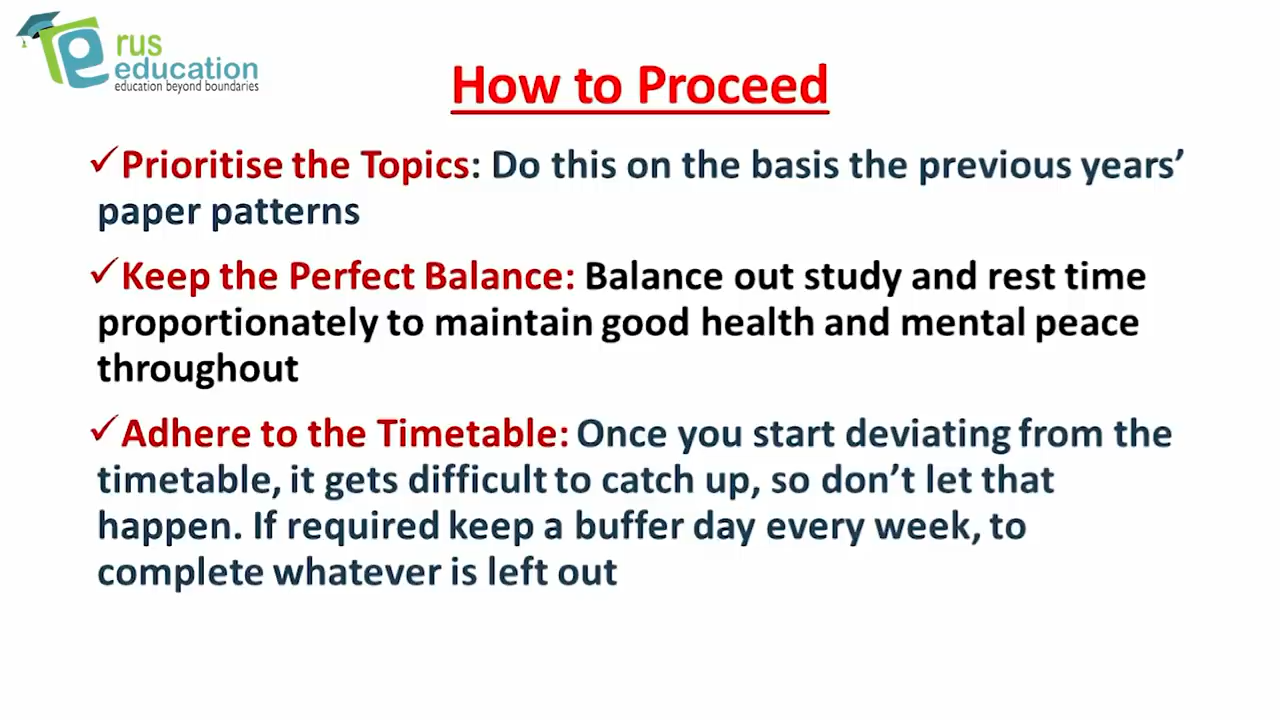 rus
education
education beyond boundaries
How to Proceed
✓Prioritise the Topics: Do this on the basis the previous years’
paper patterns
✓Keep the Perfect Balance: Balance out study and rest time
proportionately to maintain good health and mental peace
throughout
✓Adhere to the Timetable: Once you start deviating from the
timetable, it gets difficult to catch up, so don’t let that
happen. If required keep a buffer day every week, to
complete whatever is left out